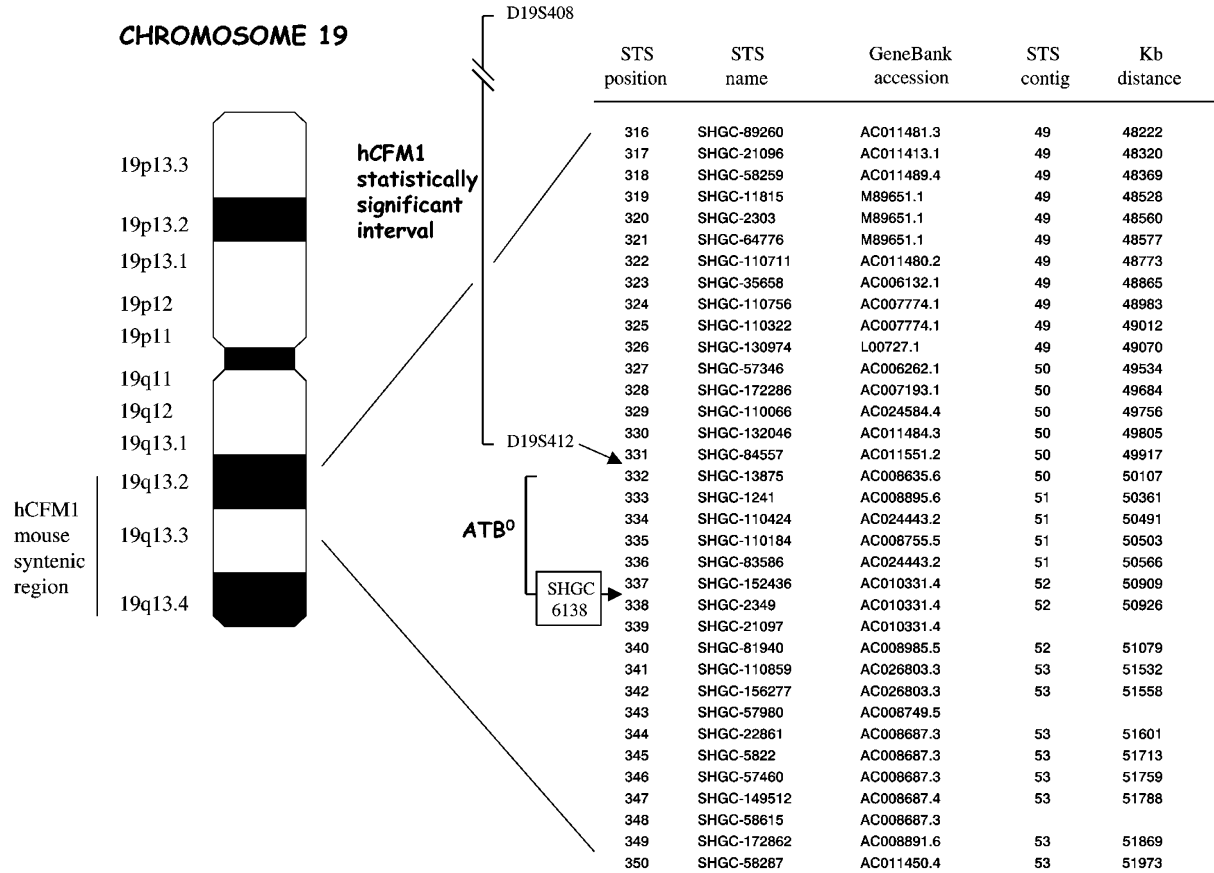 CHROMOSOME 19
19p13.3
19p13.2
19p13.1
19p12
19p11
19q11
19q12
19q13.1
19q13.2
19q13.3
19q13.4
hCFM1
mouse
syntenic
region
hCFM1
statistically
significant
interval
D19S408
D19S412
ATB⁰
SHGC
6138
STS position STS name GeneBank accession STS contig Kb distance
316 SHGC-89260 AC011481.3 49 48222
317 SHGC-21096 AC011413.1 49 48320
318 SHGC-58259 AC011489.4 49 48369
319 SHGC-11815 M89651.1 49 48528
320 SHGC-2303 M89651.1 49 48560
321 SHGC-64776 M89651.1 49 48577
322 SHGC-110711 AC011480.2 49 48773
323 SHGC-35658 AC006132.1 49 48865
324 SHGC-110756 AC007774.1 49 48983
325 SHGC-110322 AC007774.1 49 49012
326 SHGC-130974 L00727.1 49 49070
327 SHGC-57346 AC006262.1 50 49534
328 SHGC-172286 AC007193.1 50 49684
329 SHGC-110066 AC024584.4 50 49756
330 SHGC-132046 AC011484.3 50 49805
331 SHGC-84557 AC011551.2 50 49917
332 SHGC-13875 AC008635.6 50 50107
333 SHGC-1241 AC008895.6 51 50361
334 SHGC-110424 AC024443.2 51 50491
335 SHGC-110184 AC008755.5 51 50503
336 SHGC-83586 AC024443.2 51 50566
337 SHGC-152436 AC010331.4 52 50909
338 SHGC-2349 AC010331.4 52 50926
339 SHGC-21097 AC010331.4
340 SHGC-81940 AC008985.5 52 51079
341 SHGC-110859 AC026803.3 53 51532
342 SHGC-156277 AC026803.3 53 51558
343 SHGC-57980 AC008749.5
344 SHGC-22861 AC008687.3 53 51601
345 SHGC-5822 AC008687.3 53 51713
346 SHGC-57460 AC008687.3 53 51759
347 SHGC-149512 AC008687.4 53 51788
348 SHGC-58615 AC008687.3
349 SHGC-172862 AC008891.6 53 51869
350 SHGC-58287 AC011450.4 53 51973